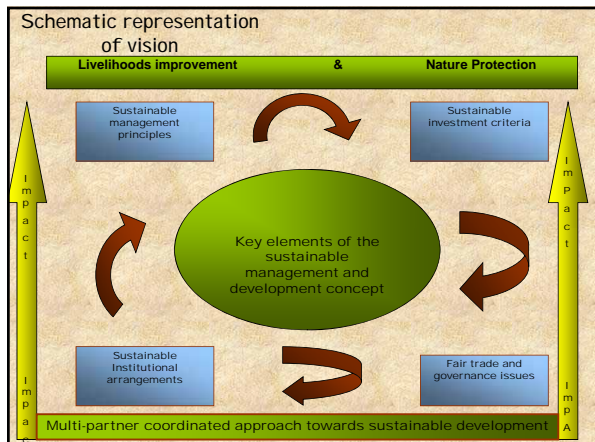 Schematic representation
of vision
Livelihoods improvement & Nature Protection
Sustainable
management
principles
Sustainable
investment criteria
I
m
p
a
c
t
I
m
P
a
c
t
Key elements of the
sustainable
management and
development concept
Sustainable
Institutional
arrangements
Fair trade and
governance issues
I
m
p
a
c
I
m
p
A
Multi-partner coordinated approach towards sustainable development